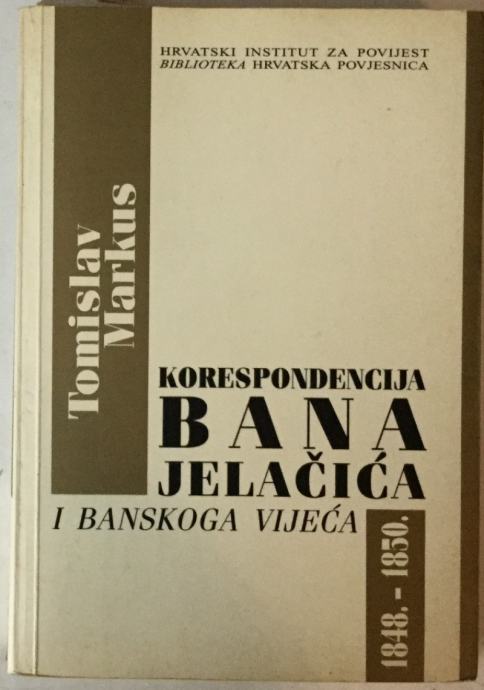 HRVATSKI INSTITUT ZA POVIJEST
BIBLIOTEKA HRVATSKA POVJESNICA
Tomislav
Markus
KORESPONDENCIJA
BANA
JELAČIĆA
I BANSKOGA VIJEĆA
1848. - 1850.